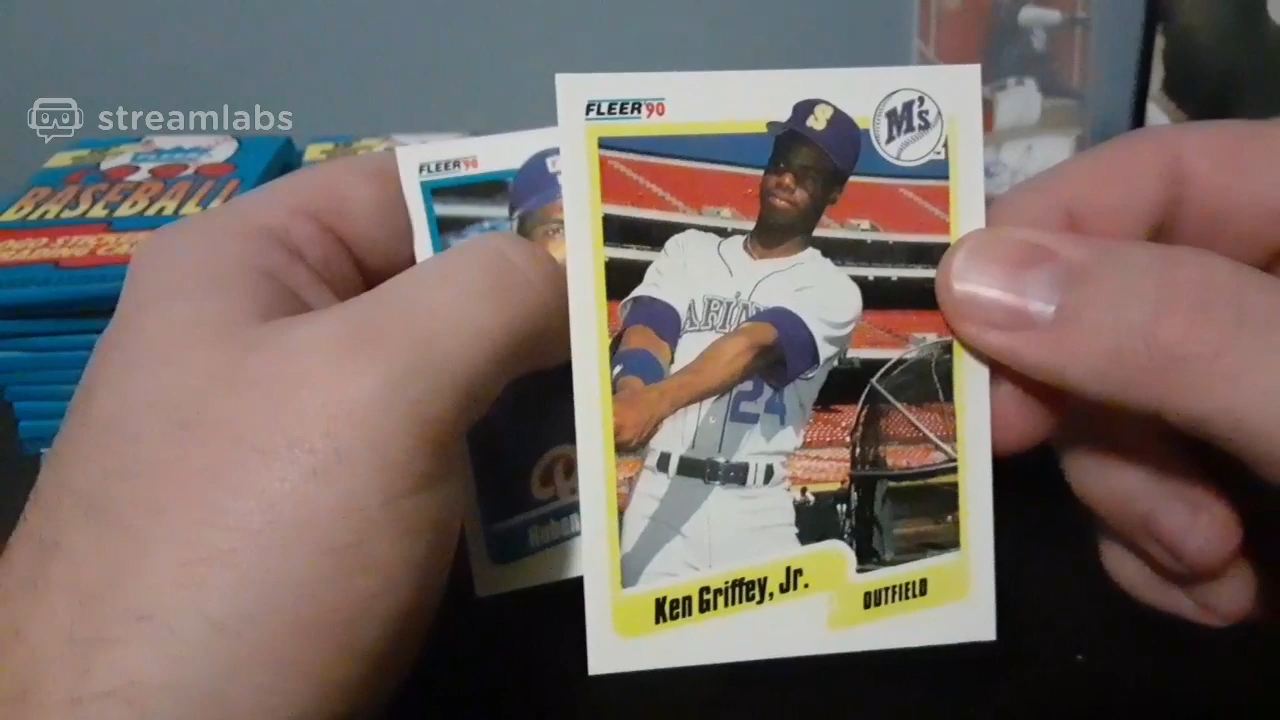 streamlabs
FLEER'90
M's
S
FLEER'90
BASEBALL
24
Ken Griffey, Jr.
OUTFIELD